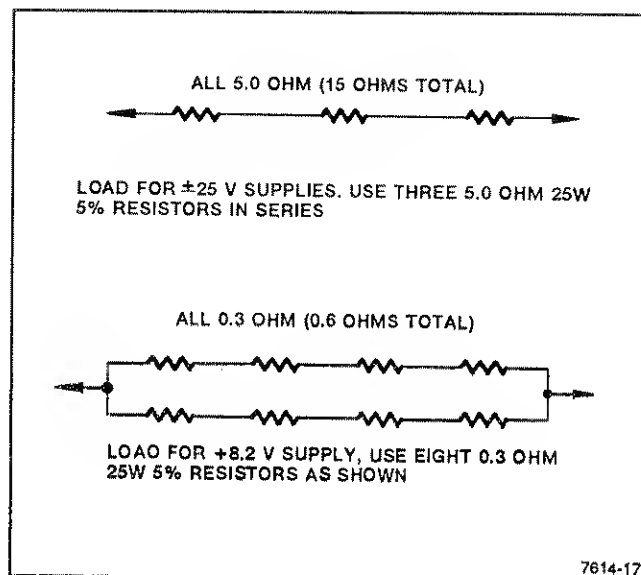 ALL 5.0 OHM (15 OHMS TOTAL)
LOAD FOR ±25 V SUPPLIES. USE THREE 5.0 OHM 25W
5% RESISTORS IN SERIES
ALL 0.3 OHM (0.6 OHMS TOTAL)
LOAO FOR +8.2 V SUPPLY, USE EIGHT 0.3 OHM
25W 5% RESISTORS AS SHOWN
7614-17